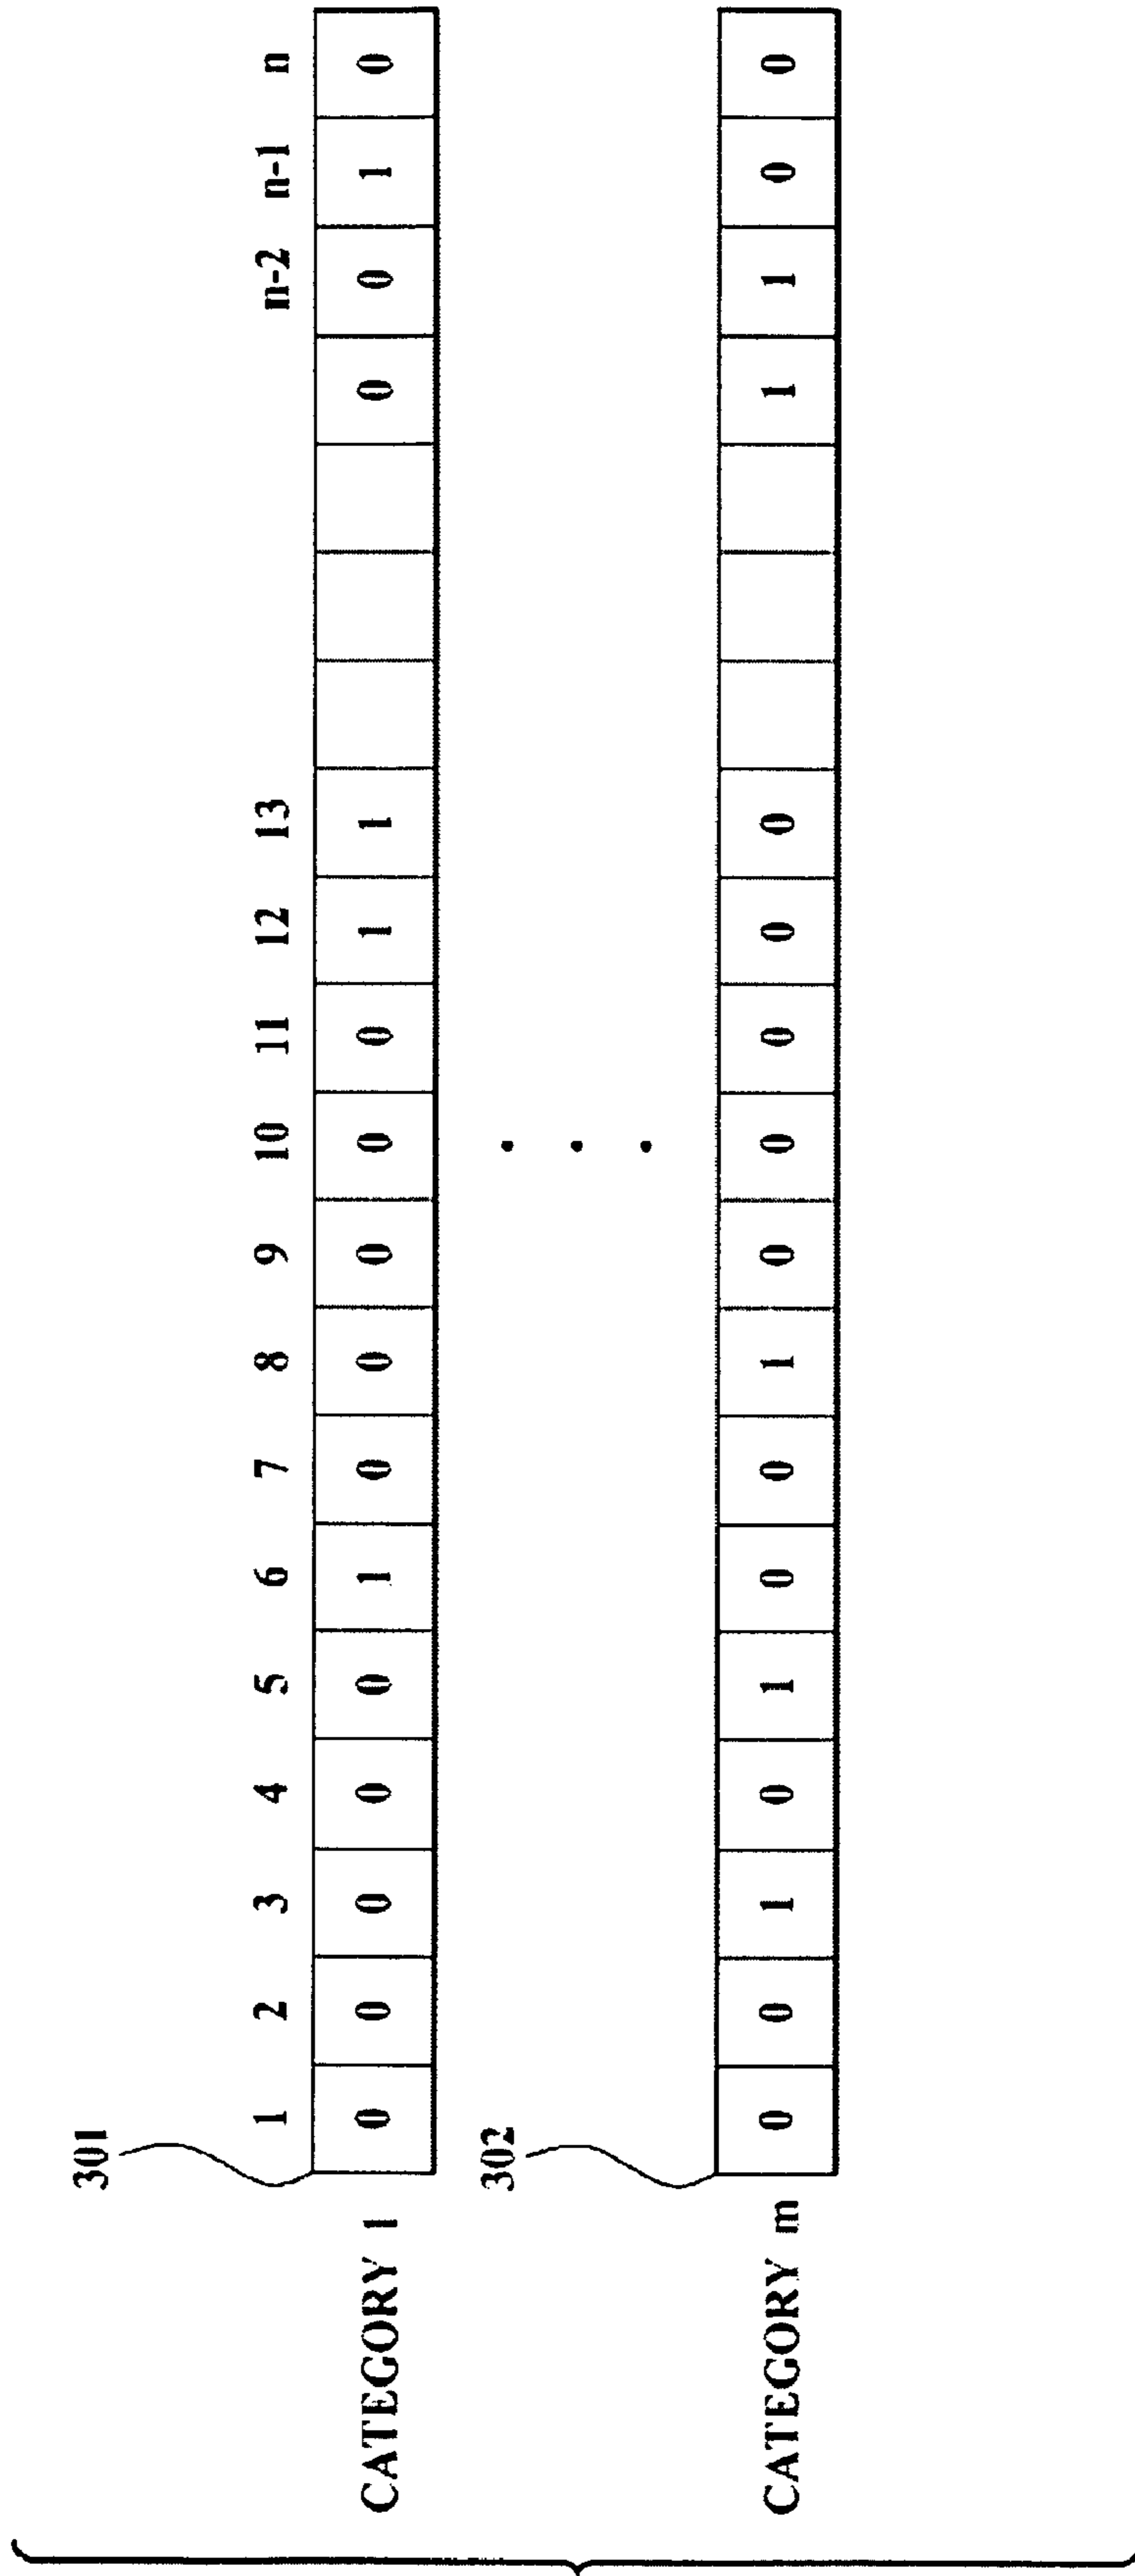 301
1 2 3 4 5 6 7 8 9 10 11 12 13 n-2 n-1 n
CATEGORY 1 0 0 0 0 0 1 0 0 0 0 0 1 1 0 0 1 0
. . .
302
CATEGORY m 0 0 1 0 1 0 0 1 0 0 0 0 0 1 1 0 0